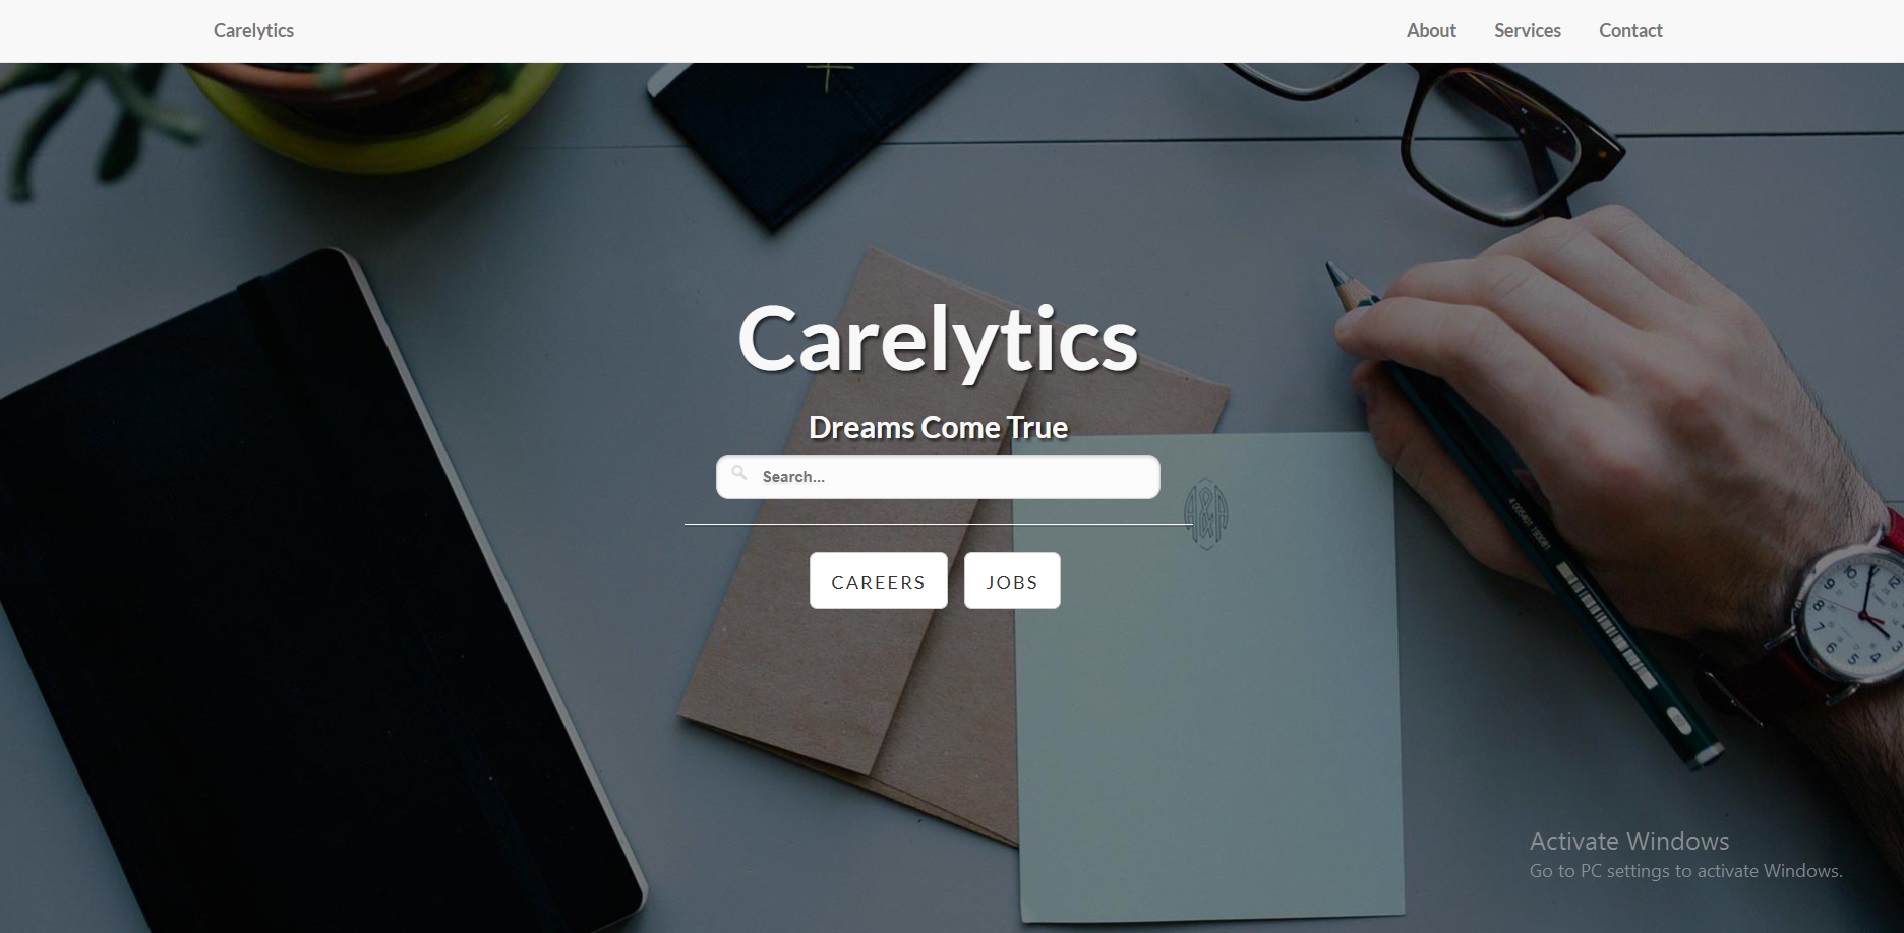 Carelytics
About Services Contact
Carelytics
Dreams Come True
Search...
A&A
CAREERS JOBS
Activate Windows
Go to PC settings to activate Windows.